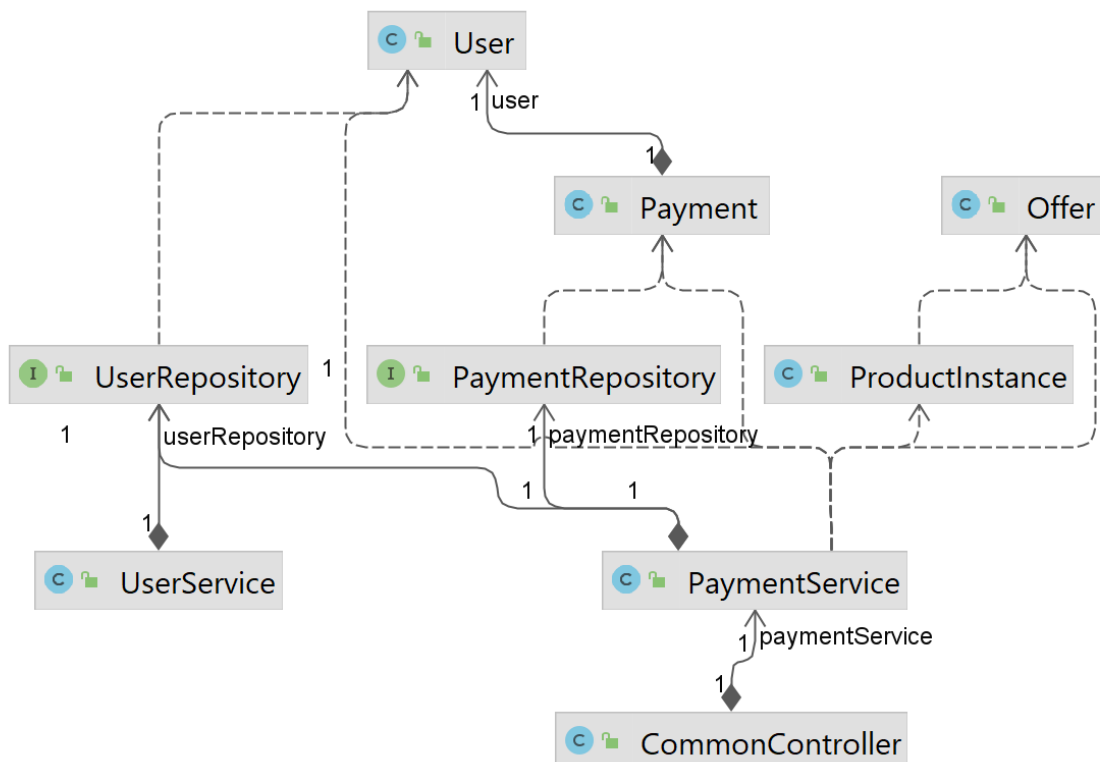 C User
1 user
1
C Payment
C Offer
I UserRepository
1
I PaymentRepository
C ProductInstance
1
userRepository
1 paymentRepository
1
1
1
C UserService
C PaymentService
1 paymentService
1
C CommonController